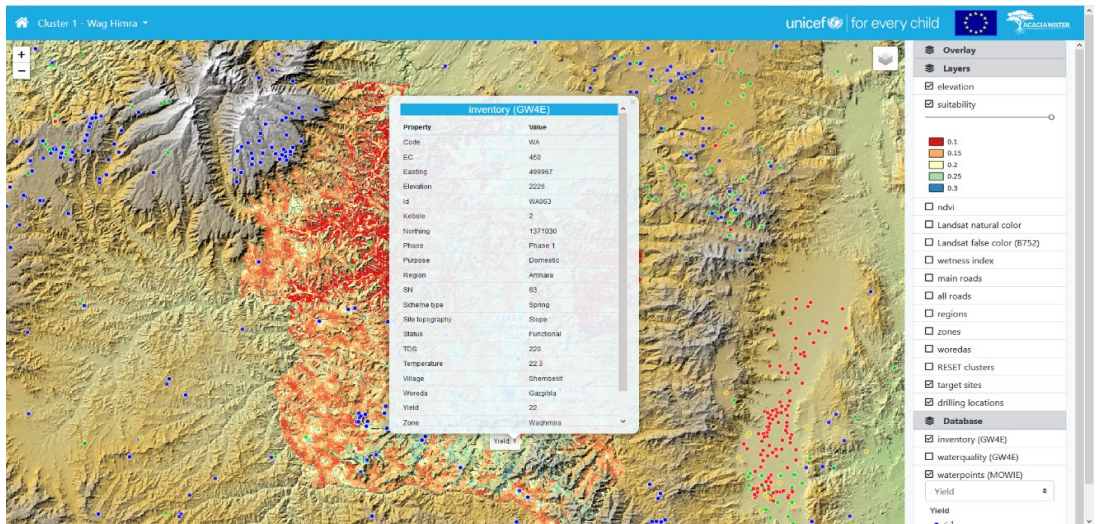 Cluster 1 - Wag Himra
unicef for every child
ACACIAWATER
+
−
inventory (GW4E)
×
Property Value
Code WA
EC 450
Easting 499967
Elevation 2226
Id WA063
Kebele 2
Northing 1371830
Phase Phase 1
Purpose Domestic
Region Amhara
SN 63
Scheme type Spring
Site topography Slope
Status Functional
TDS 220
Temperature 22.3
Village Shembekit
Woreda Gazgibla
Yield 22
Zone Waghmira
Yield: 1
Overlay
Layers
elevation
suitability
0.1
0.15
0.2
0.25
0.3
ndvi
Landsat natural color
Landsat false color (B752)
wetness index
main roads
all roads
regions
zones
woredas
RESET clusters
target sites
drilling locations
Database
inventory (GW4E)
waterquality (GW4E)
waterpoints (MOWIE)
Yield
Yield